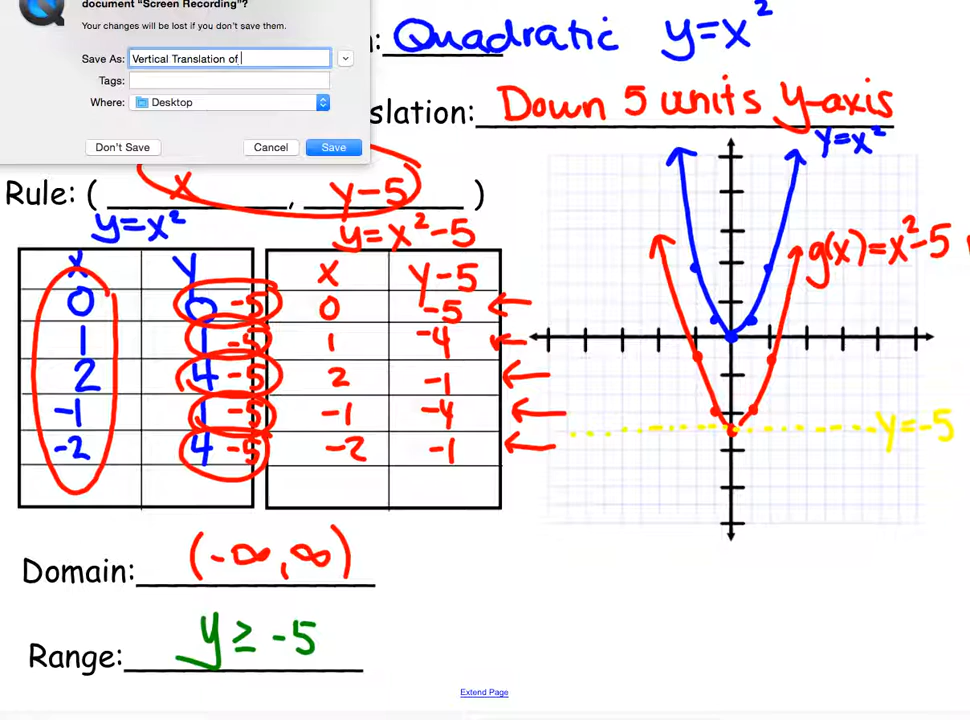 document “Screen Recording”?
Your changes will be lost if you don't save them.
Save As: Vertical Translation of
Tags:
Where: Desktop
Don't Save Cancel Save
: Quadratic y=x²
slation: Down 5 units y-axis
Rule: ( x , y-5 )
y=x²
x y
0 0 -5
1 1 -5
2 4 -5
-1 1 -5
-2 4 -5
y=x²-5
x y-5
0 -5
1 -4
2 -1
-1 -4
-2 -1
y=x²
g(x)=x²-5
y=-5
Domain: (-∞,∞)
Range: y≥-5
Extend Page